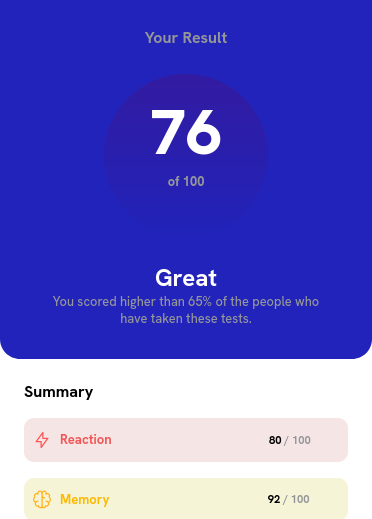 Your Result
76
of 100
Great
You scored higher than 65% of the people who
have taken these tests.
Summary
Reaction 80 / 100
Memory 92 / 100